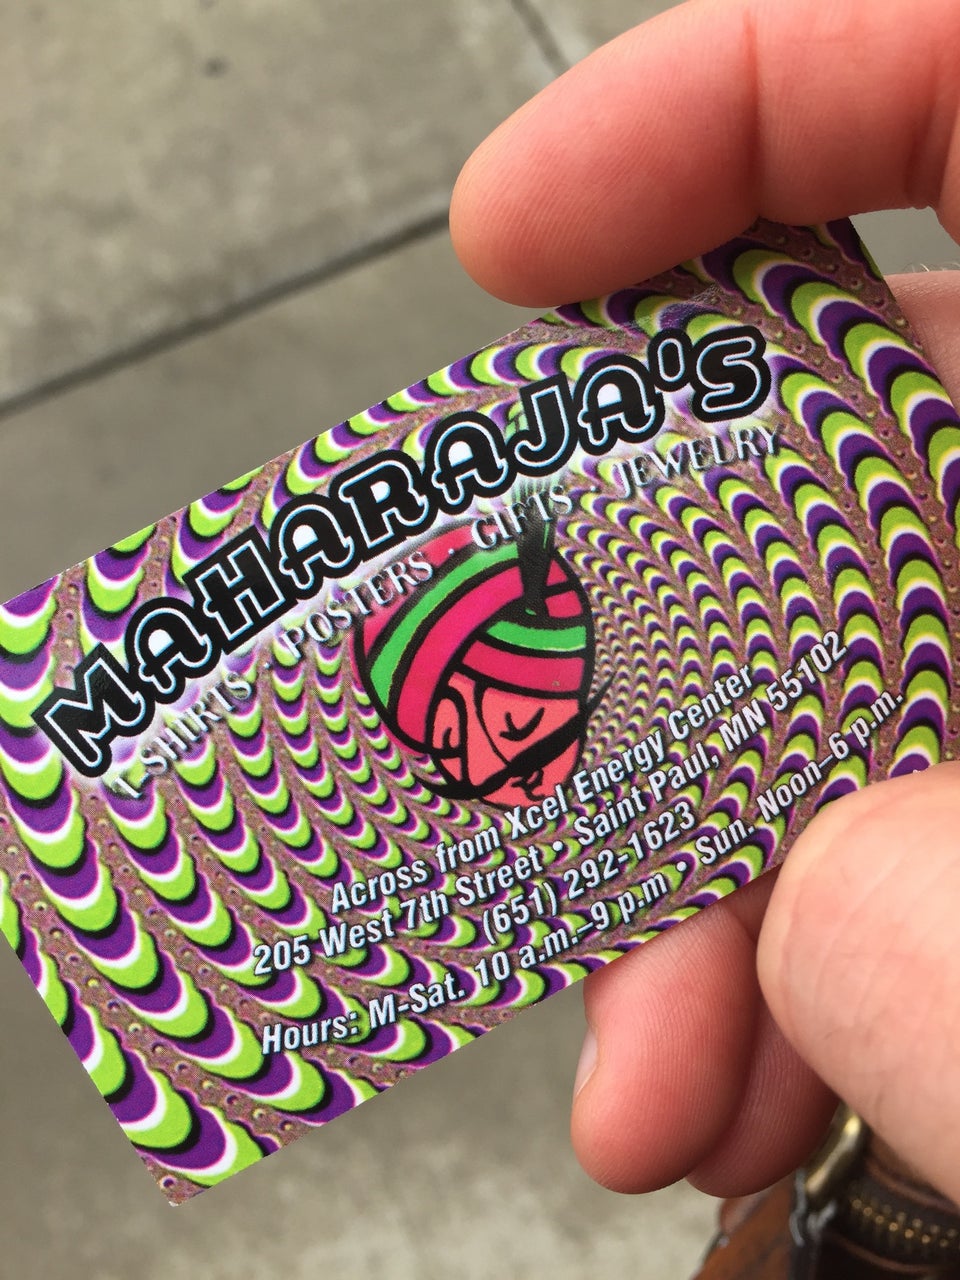 MAHARAJA'S
T-SHIRTS · POSTERS · GIFTS · JEWELRY
Across from Xcel Energy Center
205 West 7th Street • Saint Paul, MN 55102
(651) 292-1623
Hours: M-Sat. 10 a.m.–9 p.m • Sun. Noon–6 p.m.